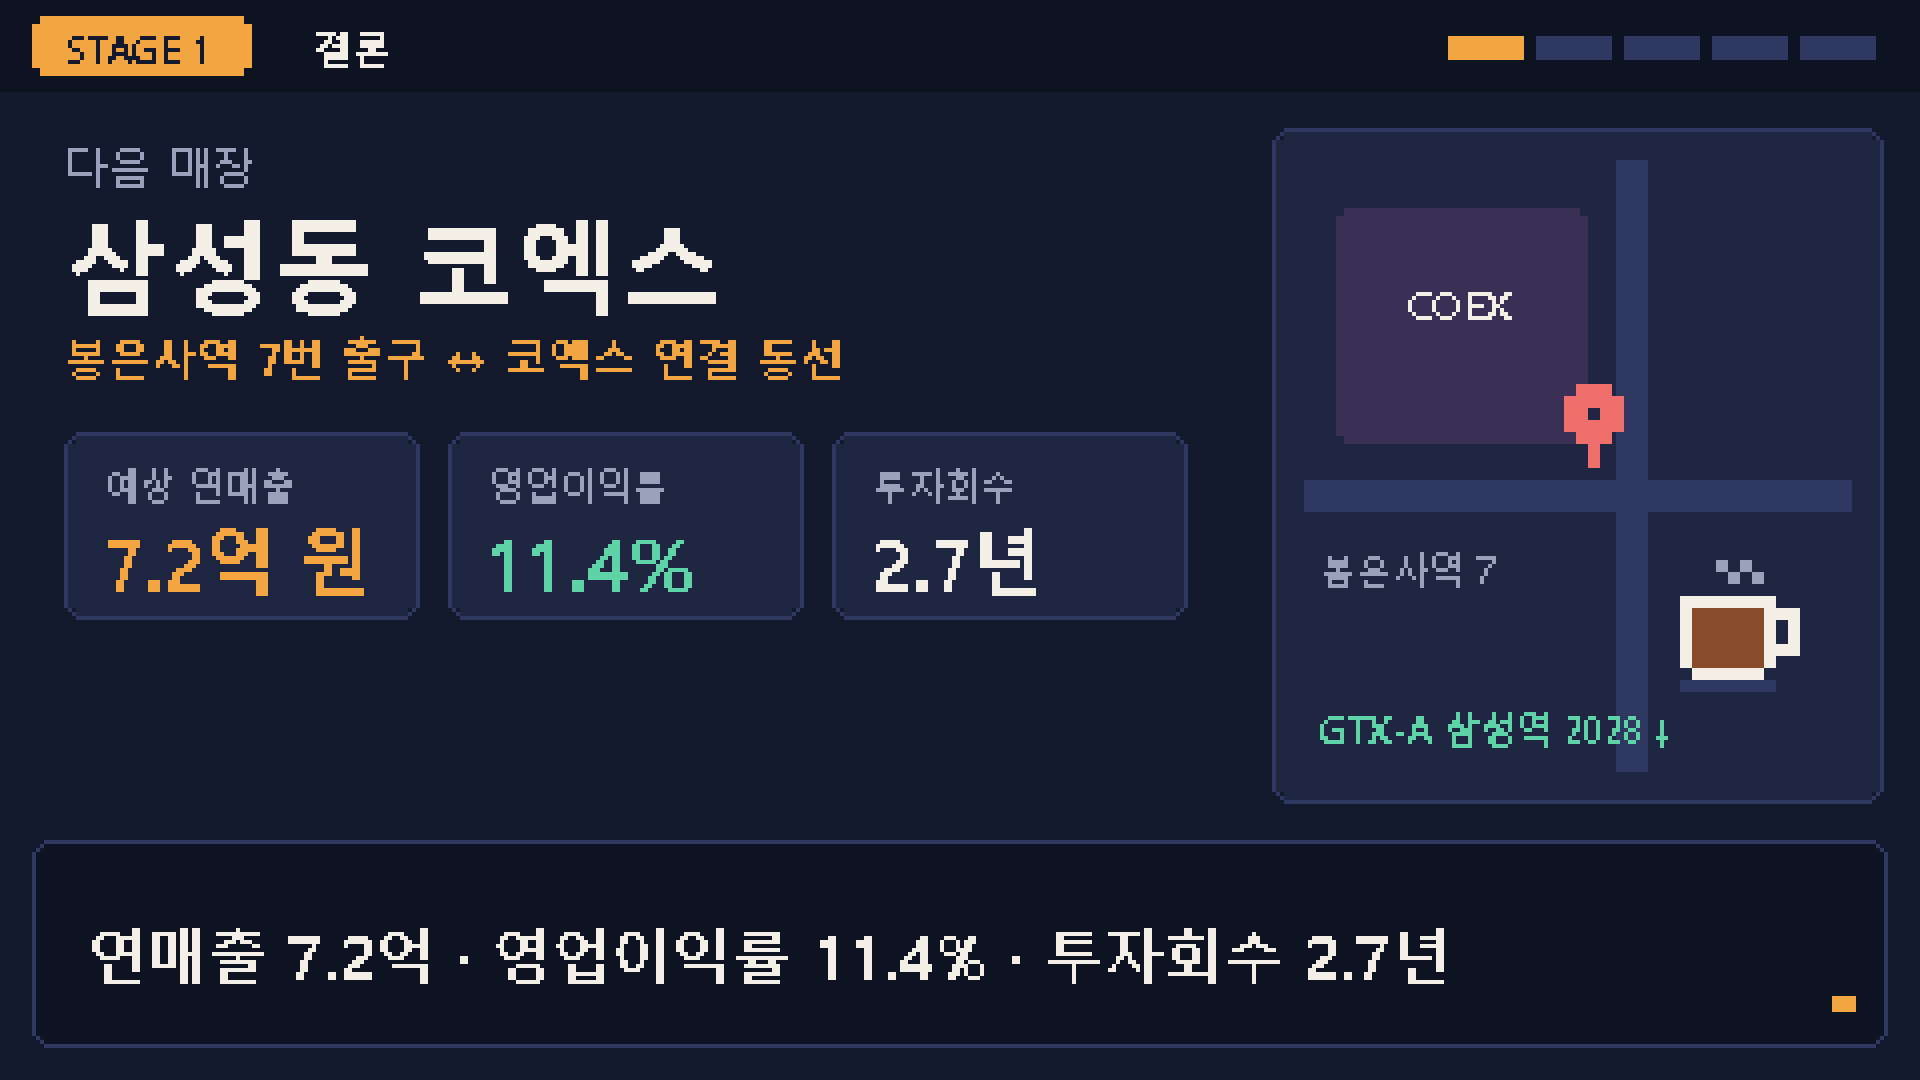 STAGE 1
결론
다음 매장
삼성동 코엑스
봉은사역 7번 출구 ↔ 코엑스 연결 동선
예상 연매출
7.2억 원
영업이익률
11.4%
투자회수
2.7년
COEX
봉은사역 7
GTX-A 삼성역 2028 ↓
연매출 7.2억 · 영업이익률 11.4% · 투자회수 2.7년